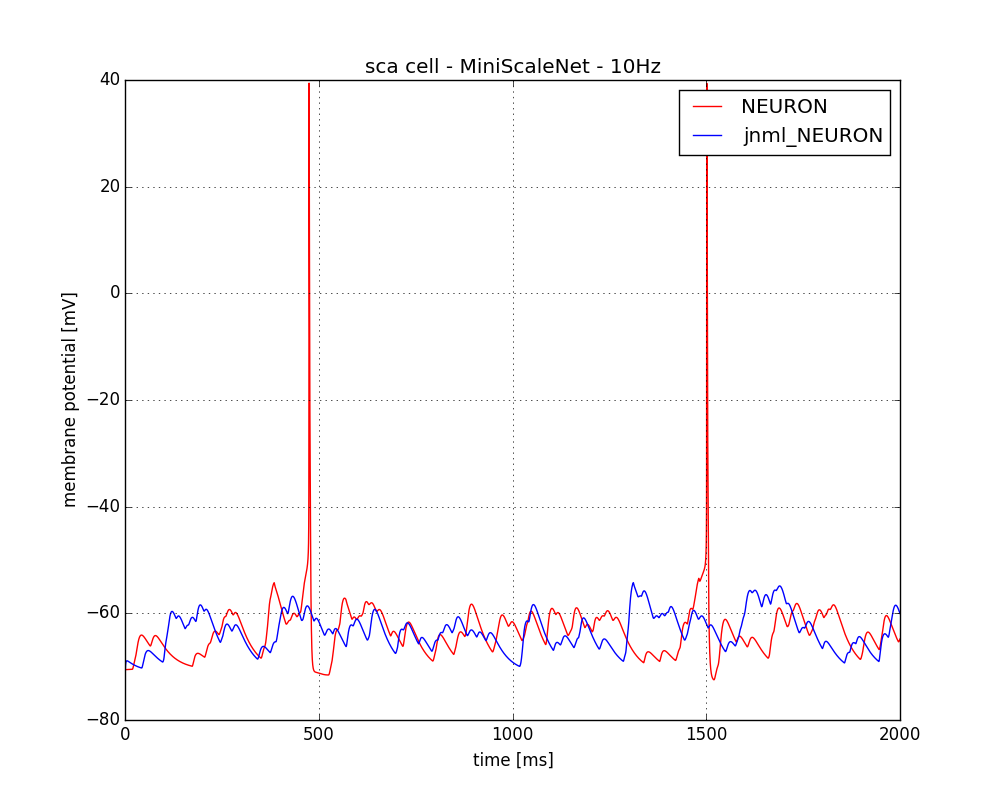 sca cell - MiniScaleNet - 10Hz
NEURON
jnml_NEURON
40
20
0
−20
−40
−60
−80
membrane potential [mV]
0 500 1000 1500 2000
time [ms]